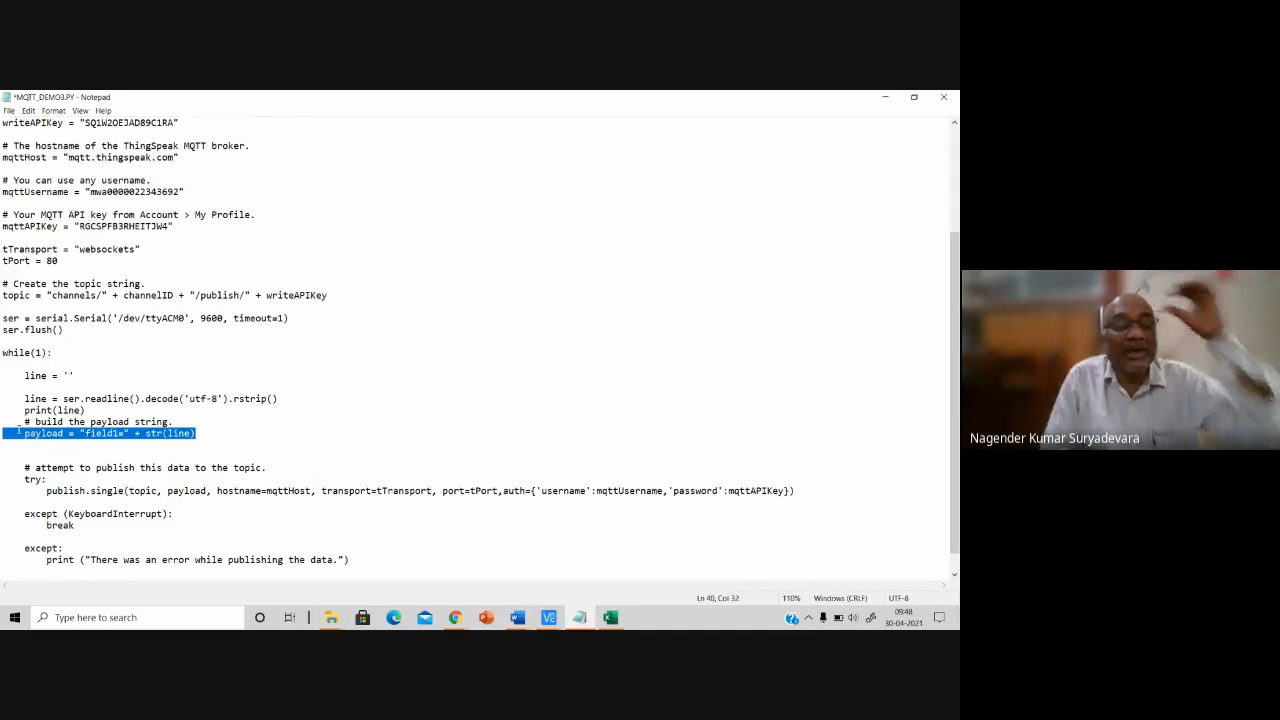 *MQTT_DEMO3.PY - Notepad
File Edit Format View Help
writeAPIKey = "SQ1W2OEJAD89C1RA"
# The hostname of the ThingSpeak MQTT broker.
mqttHost = "mqtt.thingspeak.com"
# You can use any username.
mqttUsername = "mwa0000022343692"
# Your MQTT API key from Account > My Profile.
mqttAPIKey = "RGCSPFB3RHEITJW4"
tTransport = "websockets"
tPort = 80
# Create the topic string.
topic = "channels/" + channelID + "/publish/" + writeAPIKey
ser = serial.Serial('/dev/ttyACM0', 9600, timeout=1)
ser.flush()
while(1):
line = ''
line = ser.readline().decode('utf-8').rstrip()
print(line)
# build the payload string.
payload = "field1=" + str(line)
# attempt to publish this data to the topic.
try:
publish.single(topic, payload, hostname=mqttHost, transport=tTransport, port=tPort,auth={'username':mqttUsername,'password':mqttAPIKey})
except (KeyboardInterrupt):
break
except:
print ("There was an error while publishing the data.")
Ln 40, Col 32 110% Windows (CRLF) UTF-8
Type here to search
09:48
30-04-2021
Nagender Kumar Suryadevara